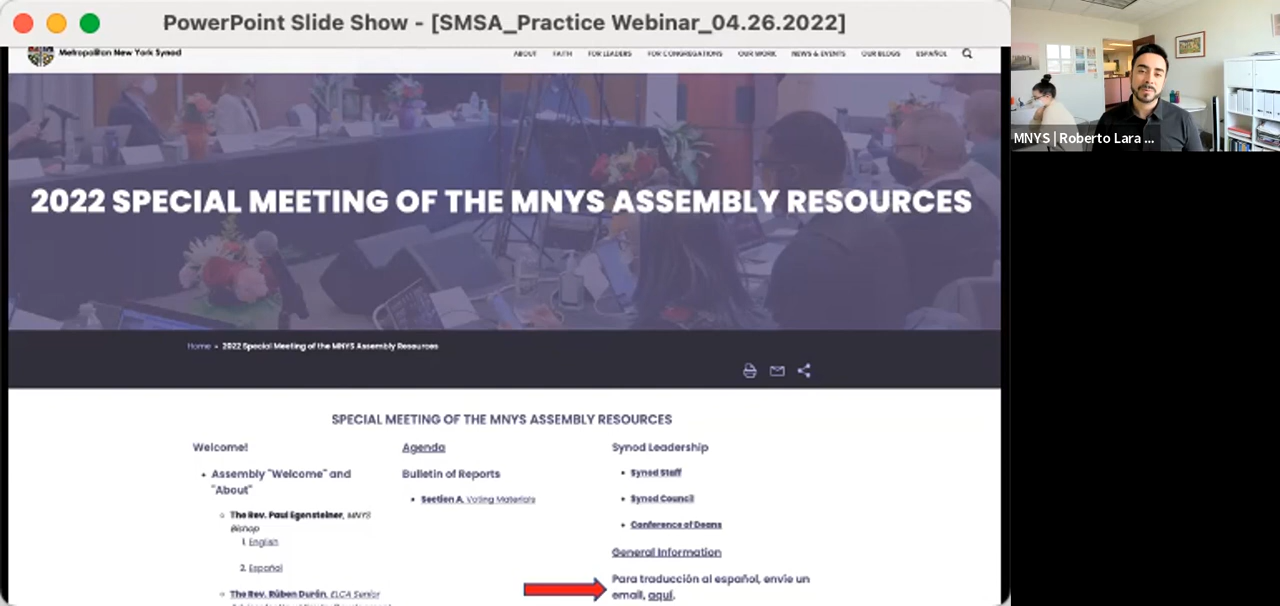 PowerPoint Slide Show - [SMSA_Practice Webinar_04.26.2022]
Metropolitan New York Synod
ABOUT FAITH FOR LEADERS FOR CONGREGATIONS OUR WORK NEWS & EVENTS OUR BLOGS ESPAÑOL
MNYS | Roberto Lara ...
2022 SPECIAL MEETING OF THE MNYS ASSEMBLY RESOURCES
Home » 2022 Special Meeting of the MNYS Assembly Resources
SPECIAL MEETING OF THE MNYS ASSEMBLY RESOURCES
Welcome!
Assembly "Welcome" and
"About"
The Rev. Paul Egensteiner, MNYS
Bishop
1. English
2. Español
The Rev. Rúben Durán, ELCA Senior
Agenda
Bulletin of Reports
Section A, Voting Materials
Synod Leadership
Synod Staff
Synod Council
Conference of Deans
General Information
Para traducción al español, envíe un
email, aquí.